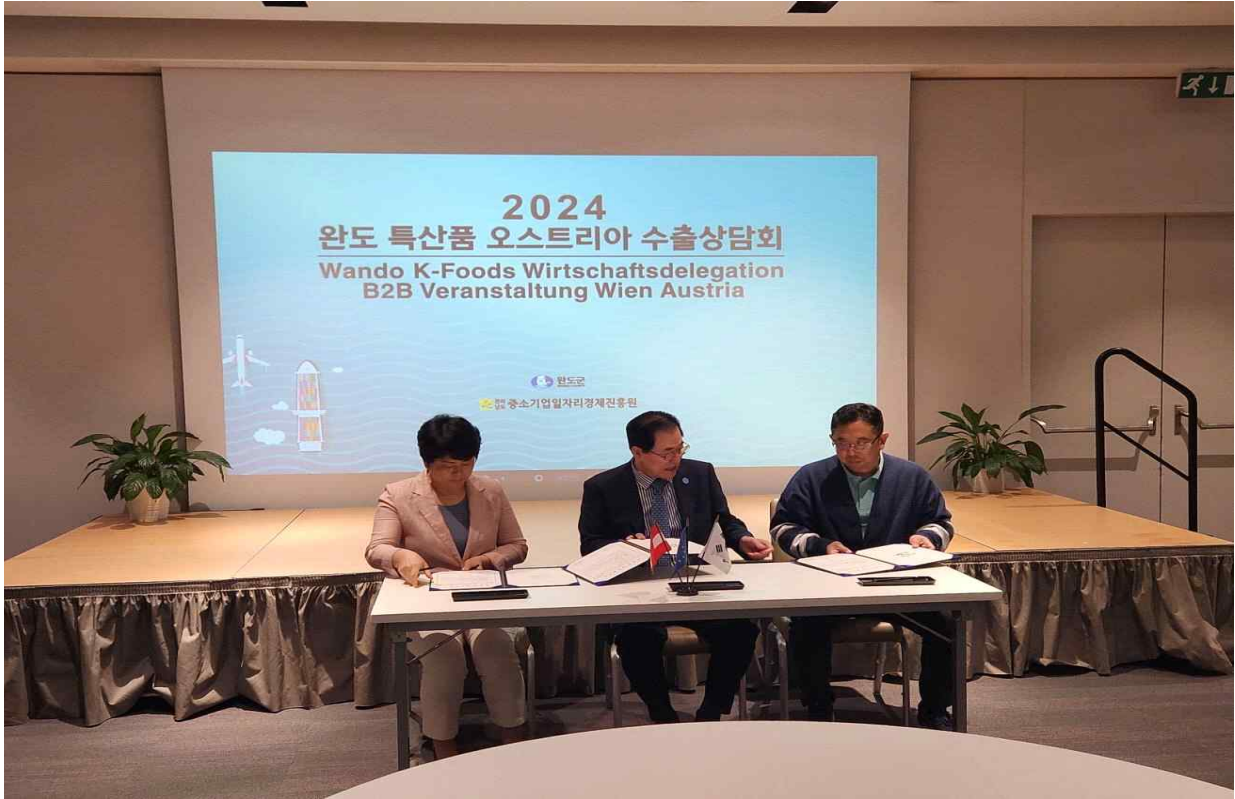 2024
완도 특산품 오스트리아 수출상담회
Wando K-Foods Wirtschaftsdelegation
B2B Veranstaltung Wien Austria
완도군
중소기업일자리경제진흥원